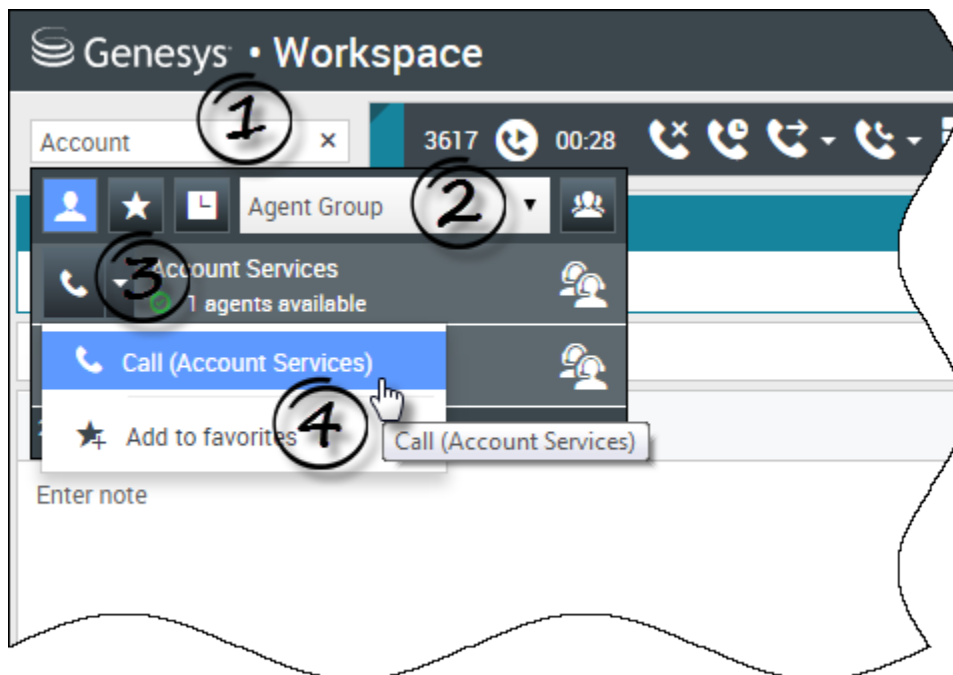 Genesys • Workspace
1
Account ×
3617 00:28
Agent Group 2
3 Account Services
1 agents available
Call (Account Services)
Add to favorites 4
Call (Account Services)
Enter note